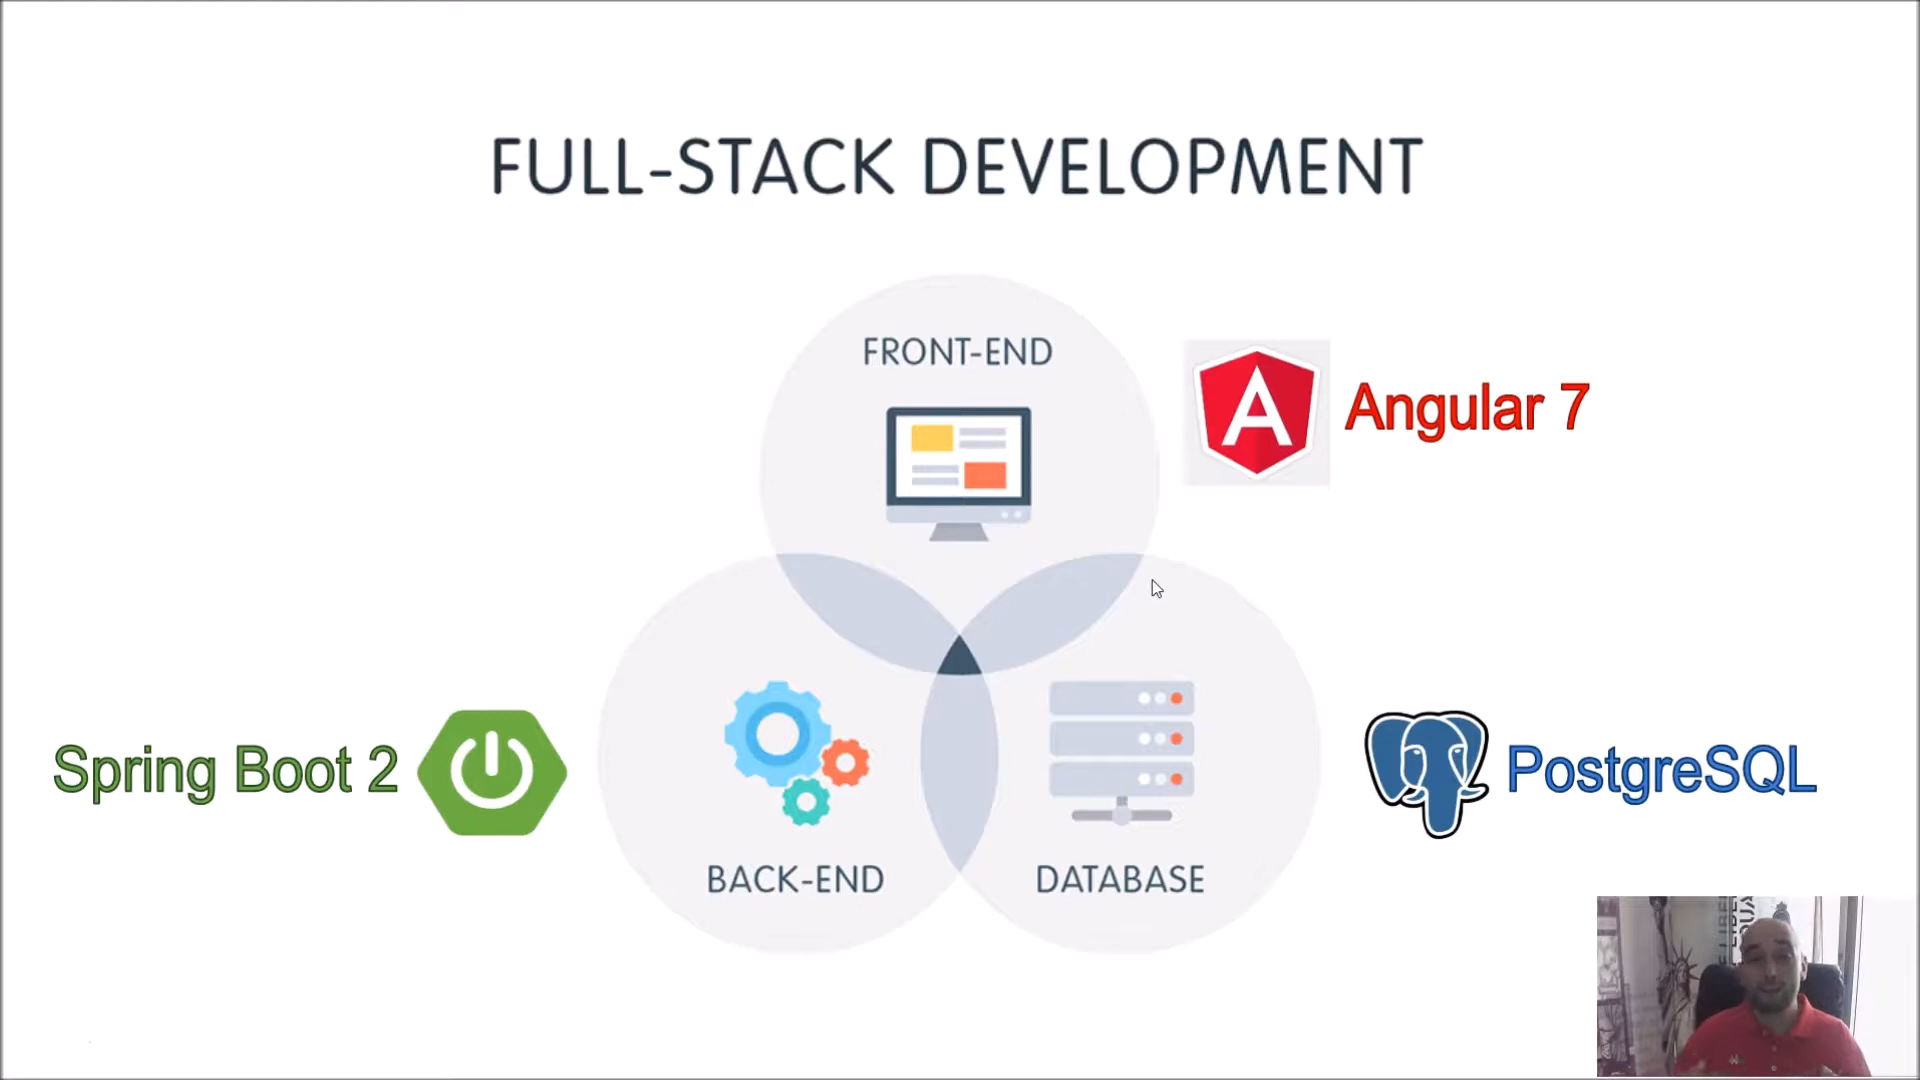 FULL-STACK DEVELOPMENT
FRONT-END
Angular 7
Spring Boot 2
PostgreSQL
BACK-END
DATABASE